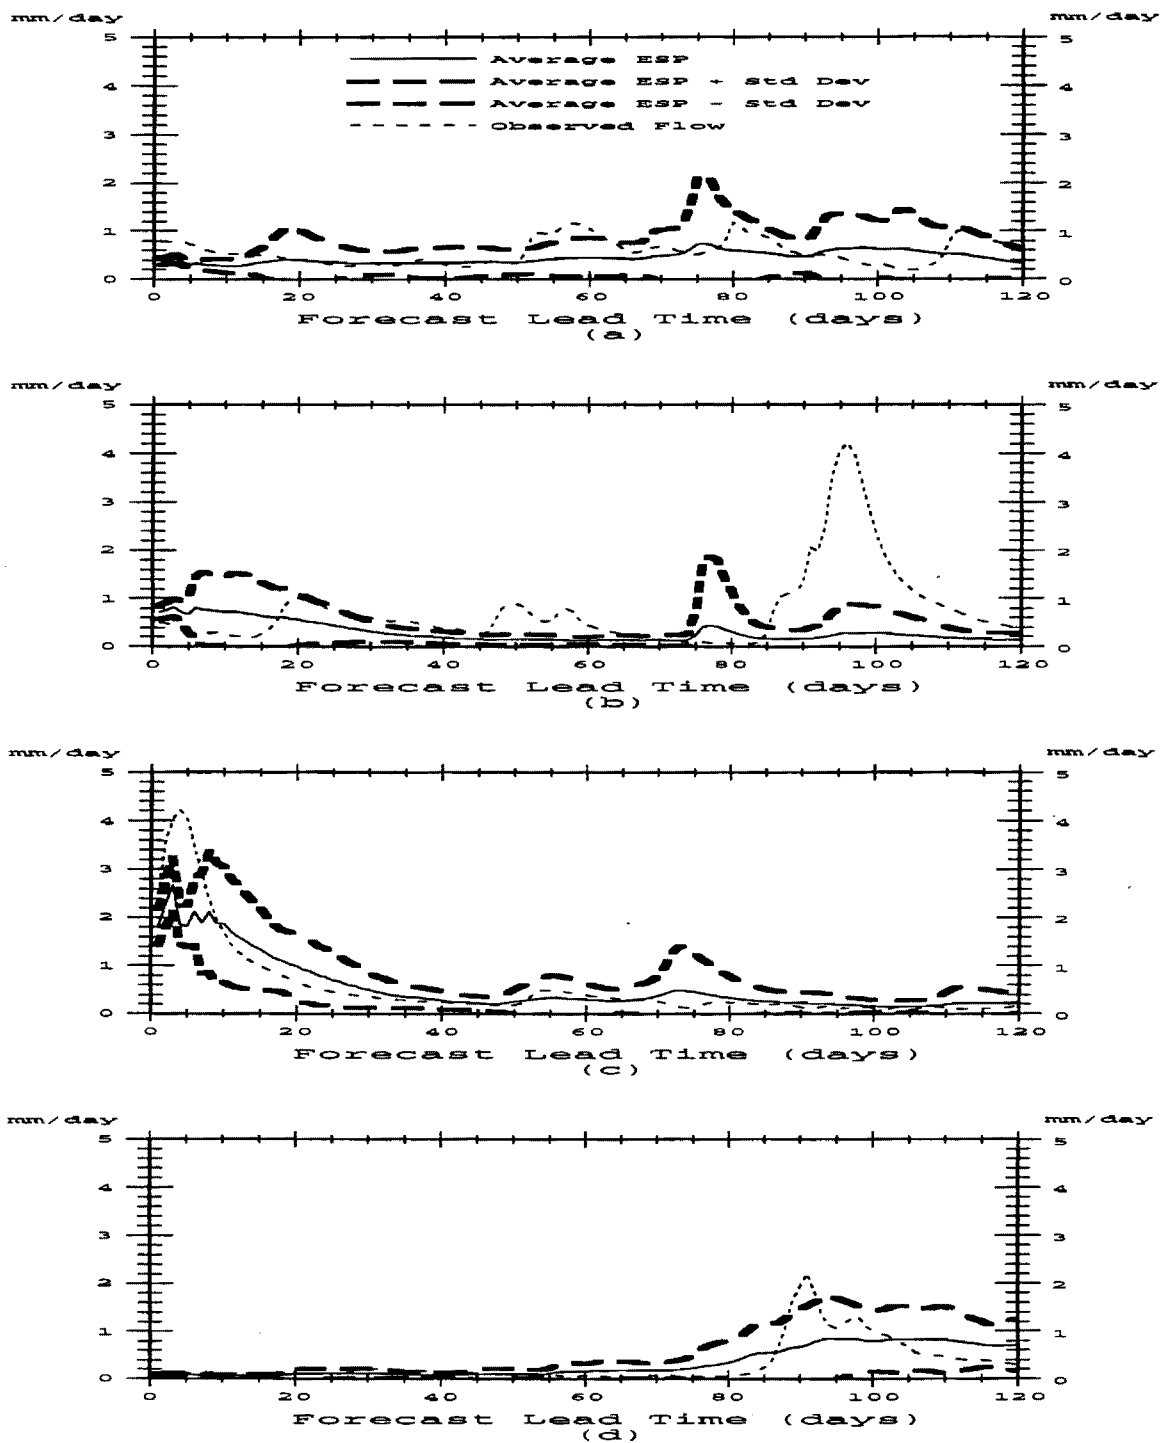 mm/day mm/day
5 5
Average ESP
Average ESP + Std Dev
4 4
Average ESP - Std Dev
Observed Flow
3 3
2 2
1 1
0 0
0 20 40 60 80 100 120
Forecast Lead Time (days)
(a)
mm/day mm/day
5 5
4 4
3 3
2 2
1 1
0 0
0 20 40 60 80 100 120
Forecast Lead Time (days)
(b)
mm/day mm/day
5 5
4 4
3 3
2 2
1 1
0 0
0 20 40 60 80 100 120
Forecast Lead Time (days)
(c)
mm/day mm/day
5 5
4 4
3 3
2 2
1 1
0 0
0 20 40 60 80 100 120
Forecast Lead Time (days)
(d)